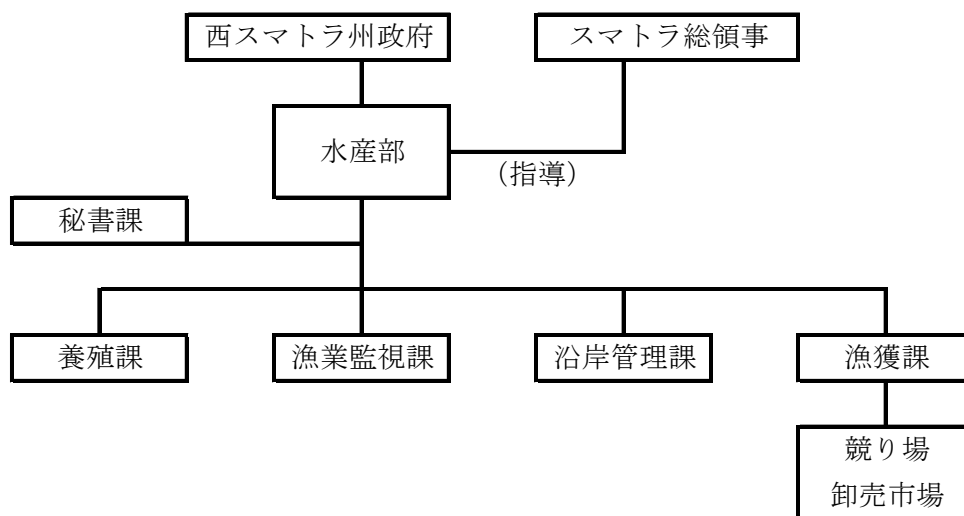 西スマトラ州政府
スマトラ総領事
水産部
（指導）
秘書課
養殖課
漁業監視課
沿岸管理課
漁獲課
競り場
卸売市場